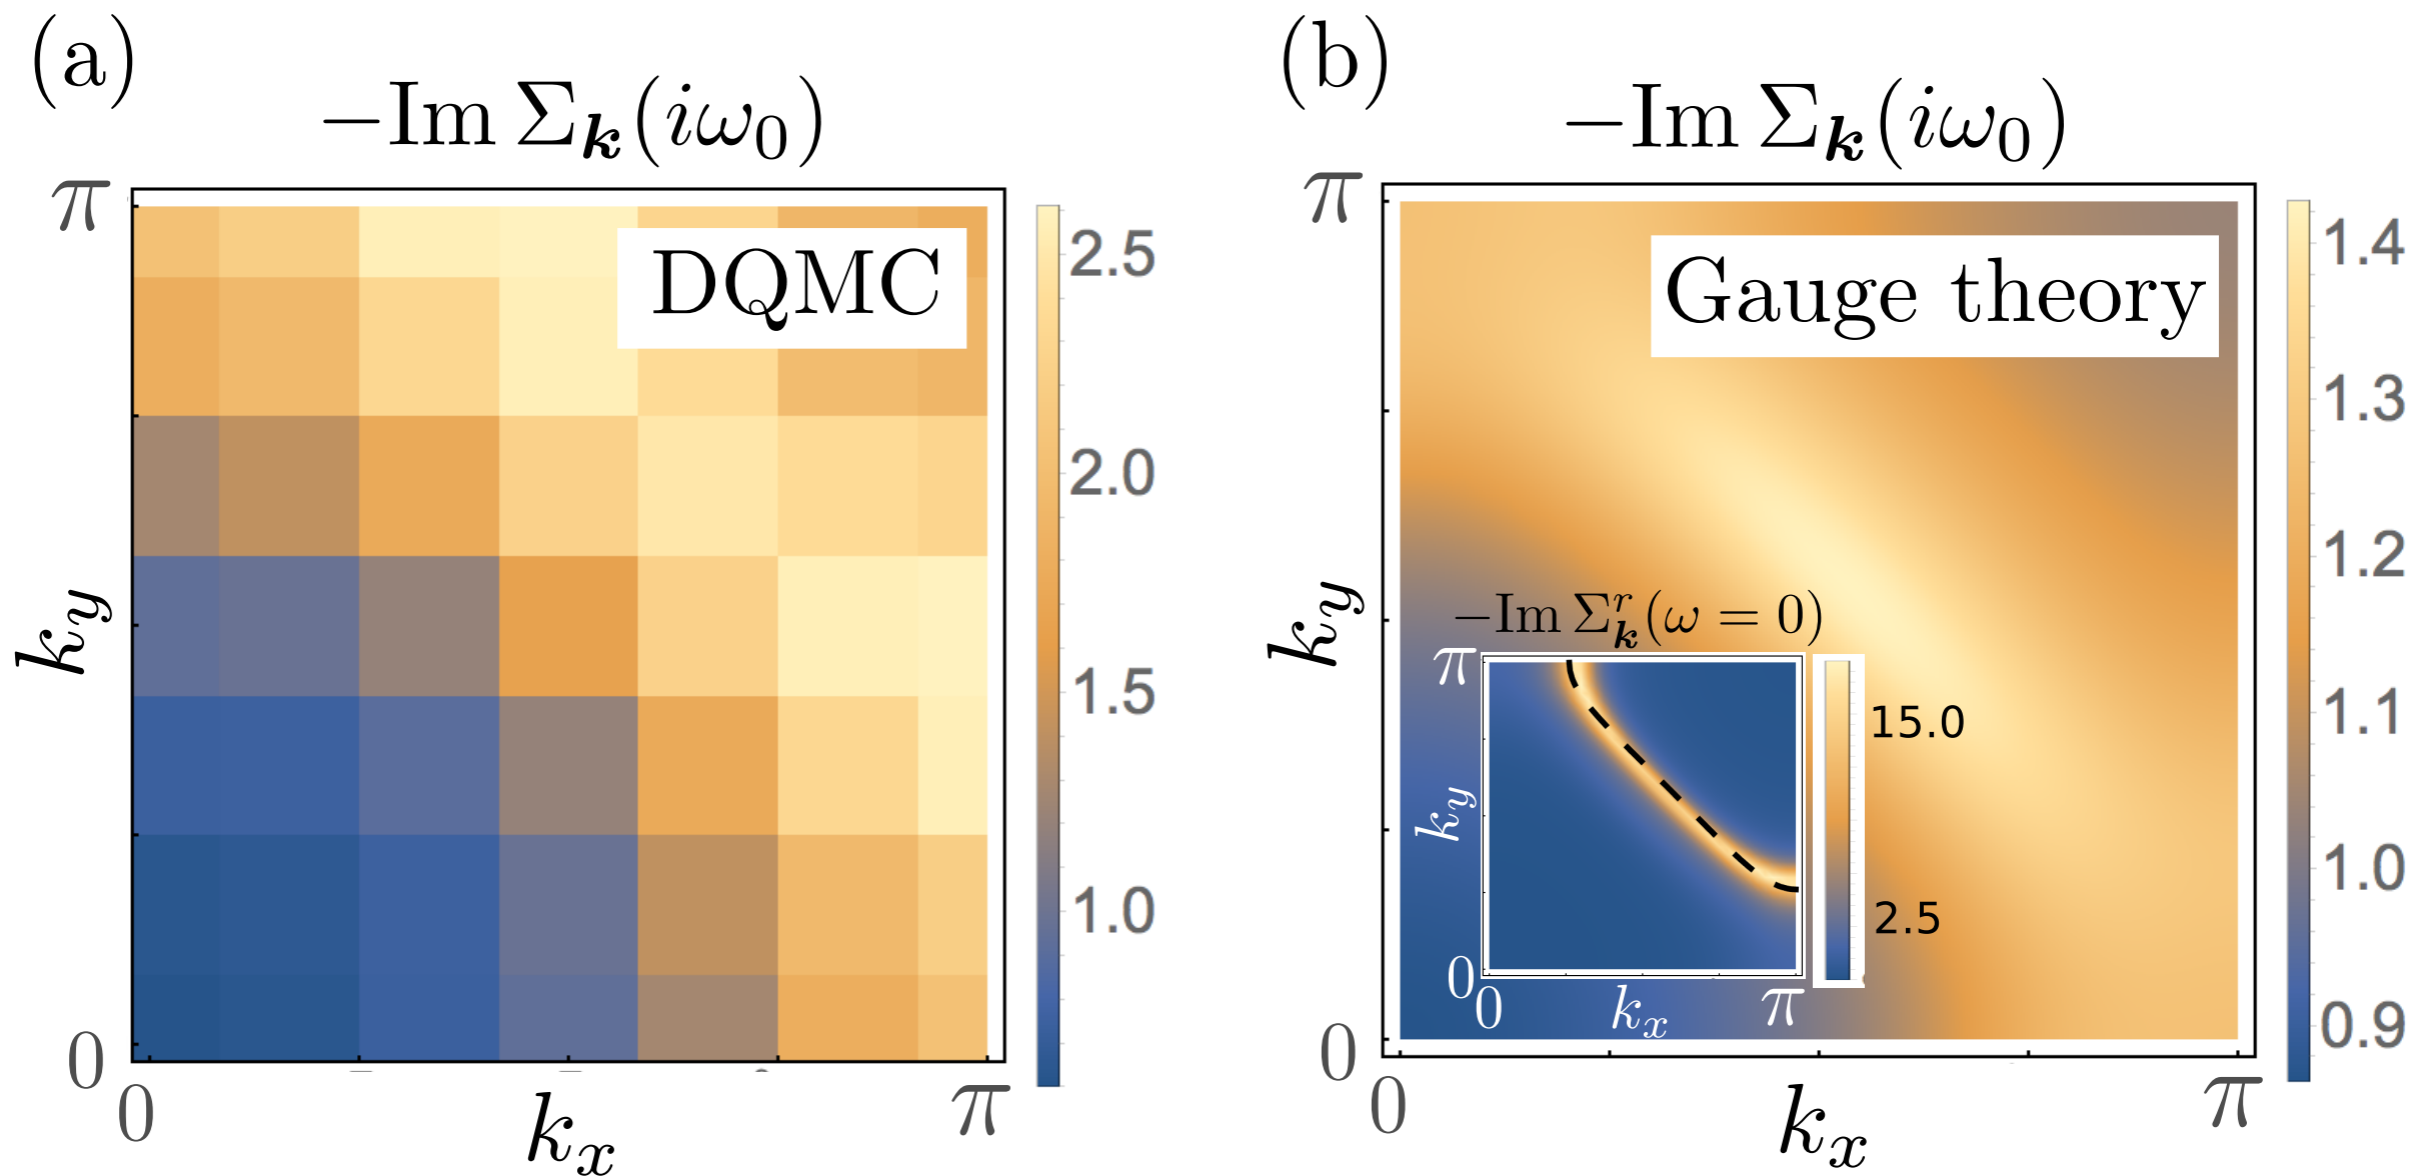 (a)
−Im Σ_k(iω_0)
π
DQMC
k_y
0
0
k_x
π
2.5
2.0
1.5
1.0
(b)
−Im Σ_k(iω_0)
π
Gauge theory
k_y
0
0
k_x
π
1.4
1.3
1.2
1.1
1.0
0.9
−Im Σ^r_k(ω = 0)
π
k_y
0
0
k_x
π
15.0
2.5